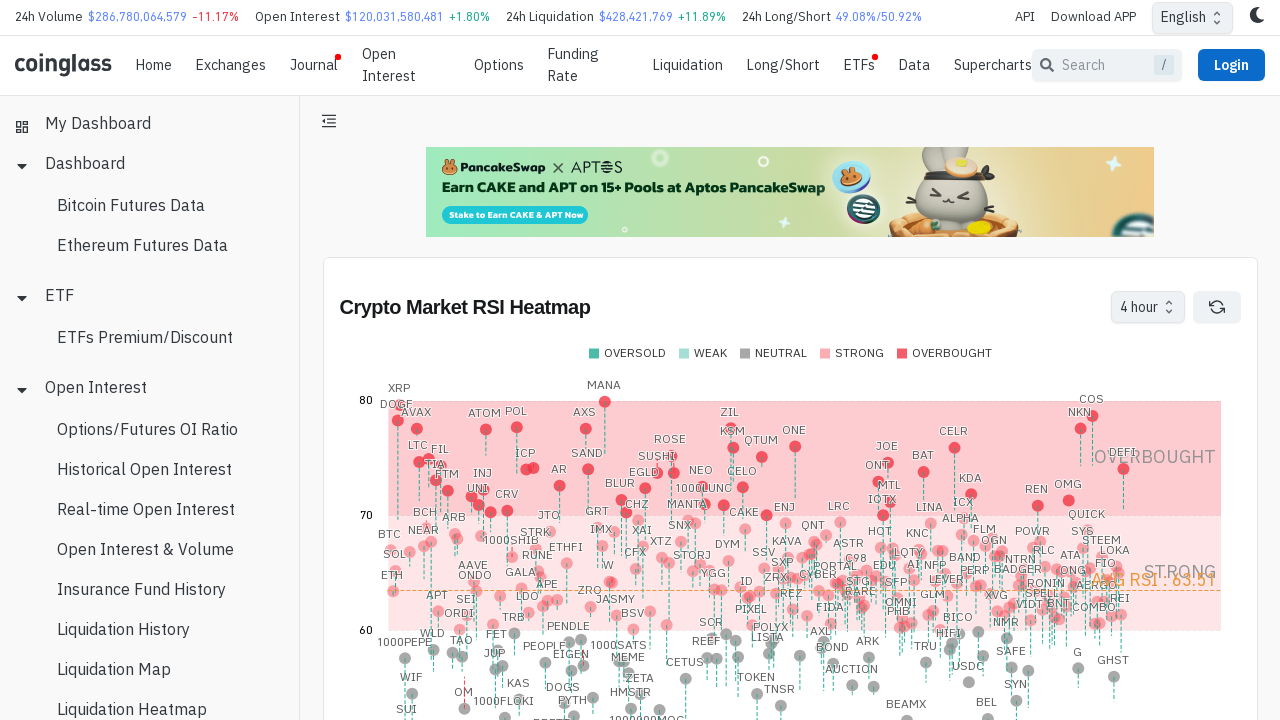 24h Volume $286,780,064,579 -11.17% Open Interest $120,031,580,481 +1.80% 24h Liquidation $428,421,769 +11.89% 24h Long/Short 49.08%/50.92% API Download APP English
coinglass Home Exchanges Journal Open Interest Options Funding Rate Liquidation Long/Short ETFs Data Supercharts Search / Login
My Dashboard
Dashboard
Bitcoin Futures Data
Ethereum Futures Data
ETF
ETFs Premium/Discount
Open Interest
Options/Futures OI Ratio
Historical Open Interest
Real-time Open Interest
Open Interest & Volume
Insurance Fund History
Liquidation History
Liquidation Map
Liquidation Heatmap
PancakeSwap × APTOS
Earn CAKE and APT on 15+ Pools at Aptos PancakeSwap
Stake to Earn CAKE & APT Now
Crypto Market RSI Heatmap
4 hour
OVERSOLD WEAK NEUTRAL STRONG OVERBOUGHT
80
70
60
OVERBOUGHT
STRONG
AVG RSI : 63.51
XRP MANA
DOGE AVAX ATOM POL AXS ZIL NKN COS
KSM ONE CELR
LTC FIL ICP SAND ROSE QTUM JOE BAT DEFI
TIA FTM INJ AR EGLD SUSHI NEO CELO ONT KDA
UNI CRV BLUR 1000LUNC MTL REN OMG
BCH ARB JTO GRT CHZ MANTA CAKE ENJ LRC IOTX LINA ICX QUICK
BTC NEAR STRK IMX XAI SNX QNT HOT KNC ALPHA FLM POWR SYS
SOL 1000SHIB RUNE ETHFI CFX XTZ STORJ DYM SSV KAVA ASTR LQTY BAND OGN RLC STEEM
ETH AAVE ONDO GALA APE W YGG ID SXP ZRX CYBER PORTAL C98 EDU AI NFP PERP NTRN BADGER ATA LOKA
APT SEI LDO ZRO JASMY PIXEL REZ STG RARE SFP LEVER RONIN ONG FIO
ORDI TRB BSV FIDA OMNI PHB GLM XVG VIDT SPELL BNT COMBO REI
WLD FET PENDLE SOR POLYX AXL BICO NMR
1000PEPE TAO PEOPLE 1000SATS REEF LISTA BOND ARK TRU HIFI SAFE G
JUP EIGEN MEME CETUS AUCTION USDC GHST
WIF OM KAS DOGS ZETA TOKEN TNSR SYN
SUI 1000FLOKI PYTH HMSTR BEAMX BEL